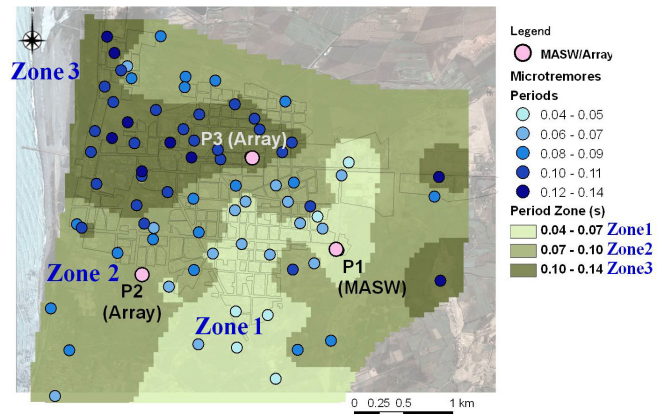 Zone 3
P3 (Array)
Zone 2
P2
(Array)
P1
(MASW)
Zone 1
0 0.25 0.5 1 km
Legend
MASW/Array
Microtremores
Periods
0.04 - 0.05
0.06 - 0.07
0.08 - 0.09
0.10 - 0.11
0.12 - 0.14
Period Zone (s)
0.04 - 0.07 Zone1
0.07 - 0.10 Zone2
0.10 - 0.14 Zone3